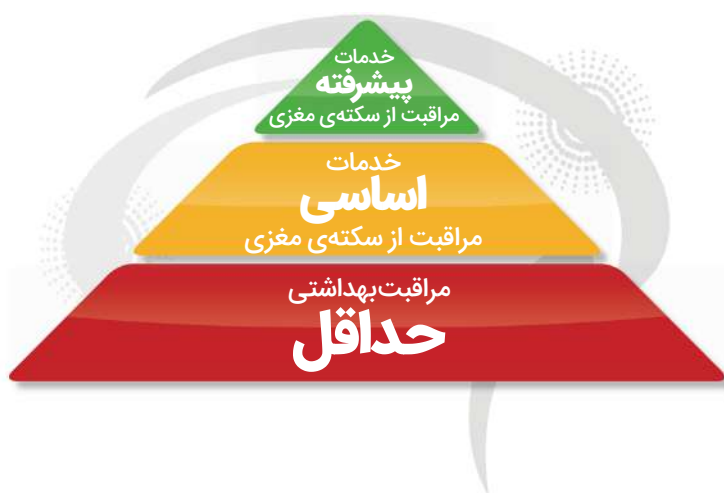 خدمات
پیشرفته
مراقبت از سکته‌ی مغزی
خدمات
اساسی
مراقبت از سکته‌ی مغزی
مراقبت‌بهداشتی
حداقل